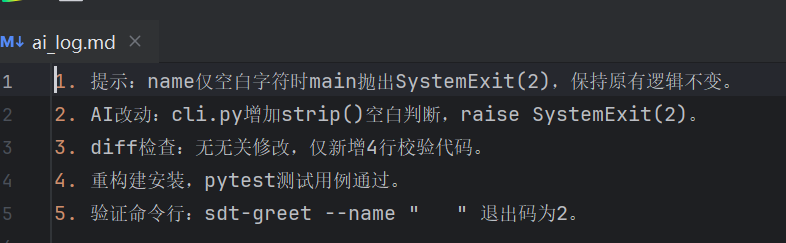 M↓ ai_log.md ×
1 1. 提示：name仅空白字符时main抛出SystemExit(2)，保持原有逻辑不变。
2 2. AI改动：cli.py增加strip()空白判断，raise SystemExit(2)。
3 3. diff检查：无无关修改，仅新增4行校验代码。
4 4. 重构建安装，pytest测试用例通过。
5 5. 验证命令行：sdt-greet --name "   " 退出码为2。